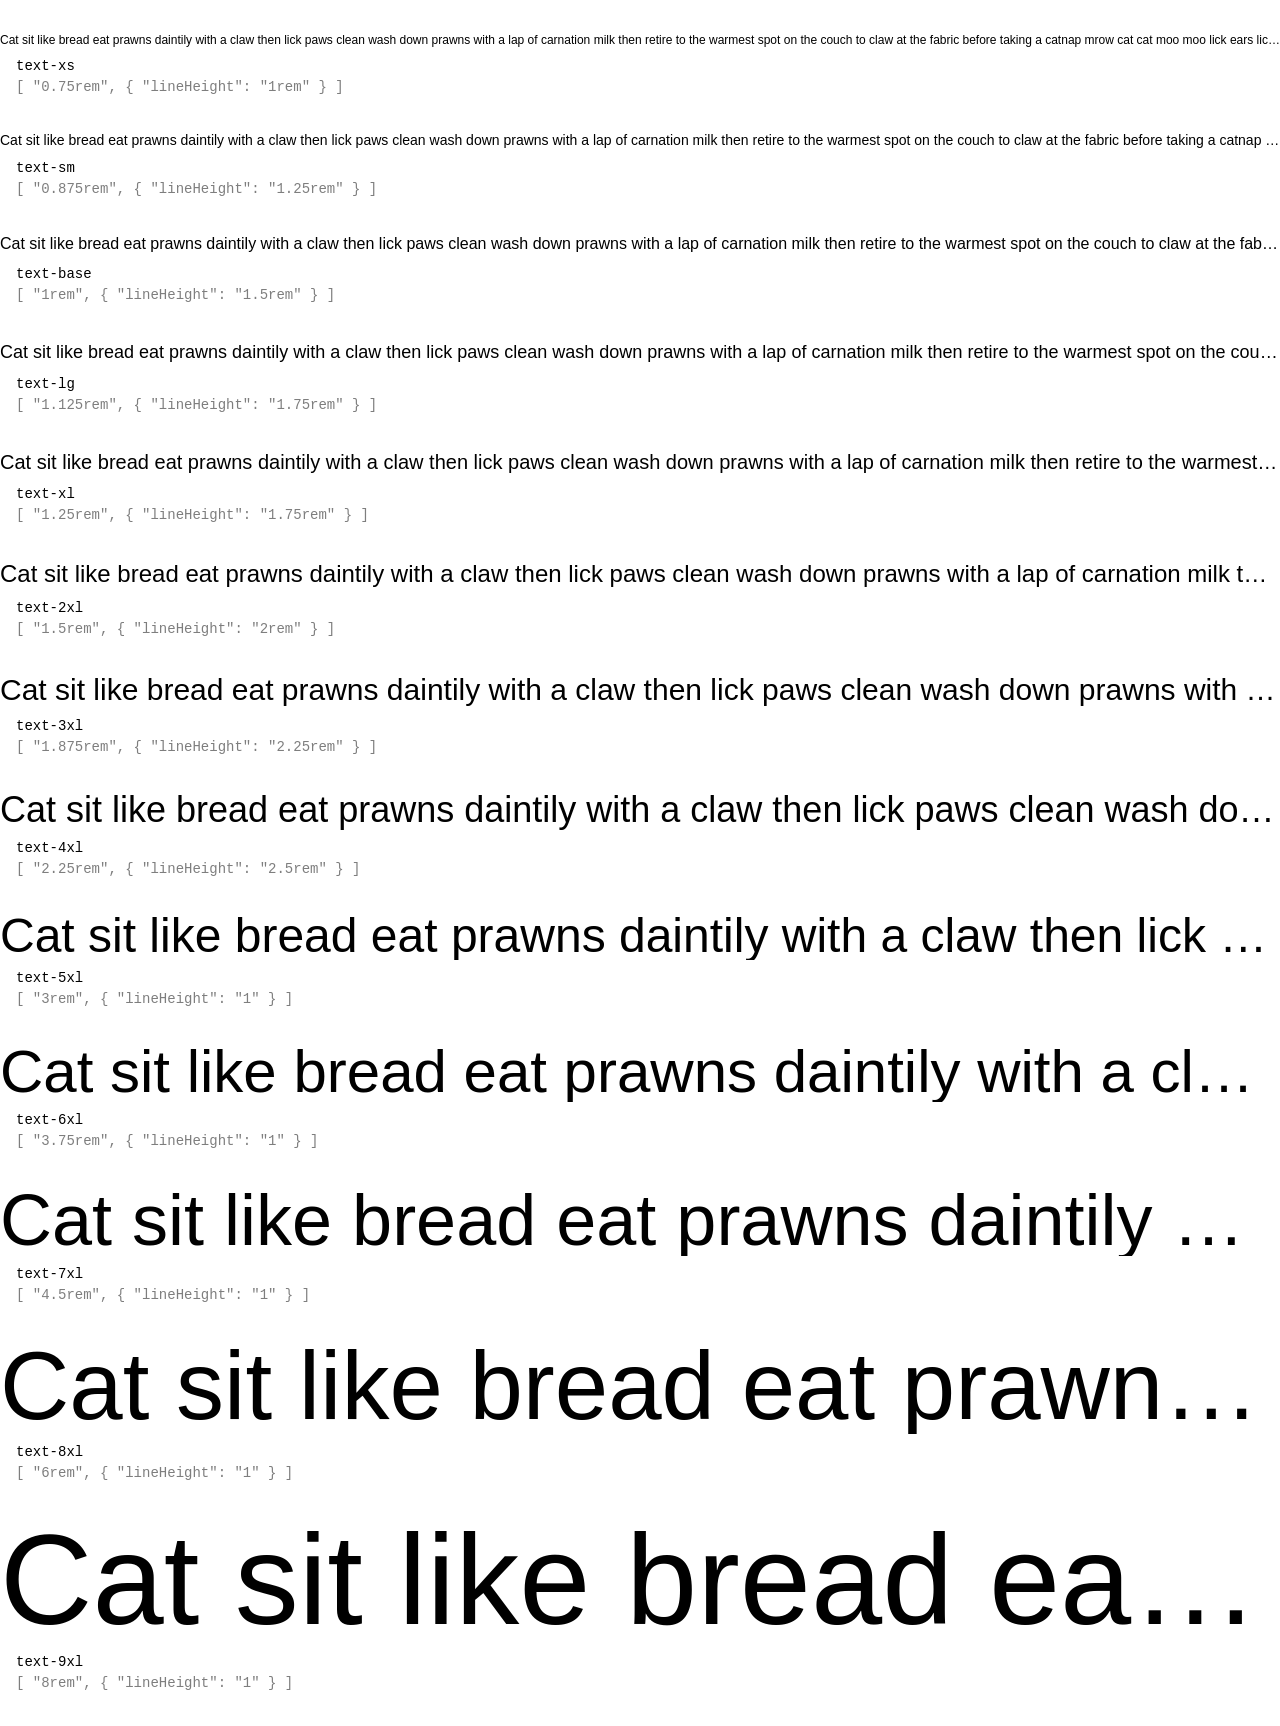 Cat sit like bread eat prawns daintily with a claw then lick paws clean wash down prawns with a lap of carnation milk then retire to the warmest spot on the couch to claw at the fabric before taking a catnap mrow cat cat moo moo lick ears lic…
text-xs
[ "0.75rem", { "lineHeight": "1rem" } ]
Cat sit like bread eat prawns daintily with a claw then lick paws clean wash down prawns with a lap of carnation milk then retire to the warmest spot on the couch to claw at the fabric before taking a catnap …
text-sm
[ "0.875rem", { "lineHeight": "1.25rem" } ]
Cat sit like bread eat prawns daintily with a claw then lick paws clean wash down prawns with a lap of carnation milk then retire to the warmest spot on the couch to claw at the fab…
text-base
[ "1rem", { "lineHeight": "1.5rem" } ]
Cat sit like bread eat prawns daintily with a claw then lick paws clean wash down prawns with a lap of carnation milk then retire to the warmest spot on the cou…
text-lg
[ "1.125rem", { "lineHeight": "1.75rem" } ]
Cat sit like bread eat prawns daintily with a claw then lick paws clean wash down prawns with a lap of carnation milk then retire to the warmest…
text-xl
[ "1.25rem", { "lineHeight": "1.75rem" } ]
Cat sit like bread eat prawns daintily with a claw then lick paws clean wash down prawns with a lap of carnation milk t…
text-2xl
[ "1.5rem", { "lineHeight": "2rem" } ]
Cat sit like bread eat prawns daintily with a claw then lick paws clean wash down prawns with …
text-3xl
[ "1.875rem", { "lineHeight": "2.25rem" } ]
Cat sit like bread eat prawns daintily with a claw then lick paws clean wash do…
text-4xl
[ "2.25rem", { "lineHeight": "2.5rem" } ]
Cat sit like bread eat prawns daintily with a claw then lick …
text-5xl
[ "3rem", { "lineHeight": "1" } ]
Cat sit like bread eat prawns daintily with a cl…
text-6xl
[ "3.75rem", { "lineHeight": "1" } ]
Cat sit like bread eat prawns daintily …
text-7xl
[ "4.5rem", { "lineHeight": "1" } ]
Cat sit like bread eat prawn…
text-8xl
[ "6rem", { "lineHeight": "1" } ]
Cat sit like bread ea…
text-9xl
[ "8rem", { "lineHeight": "1" } ]